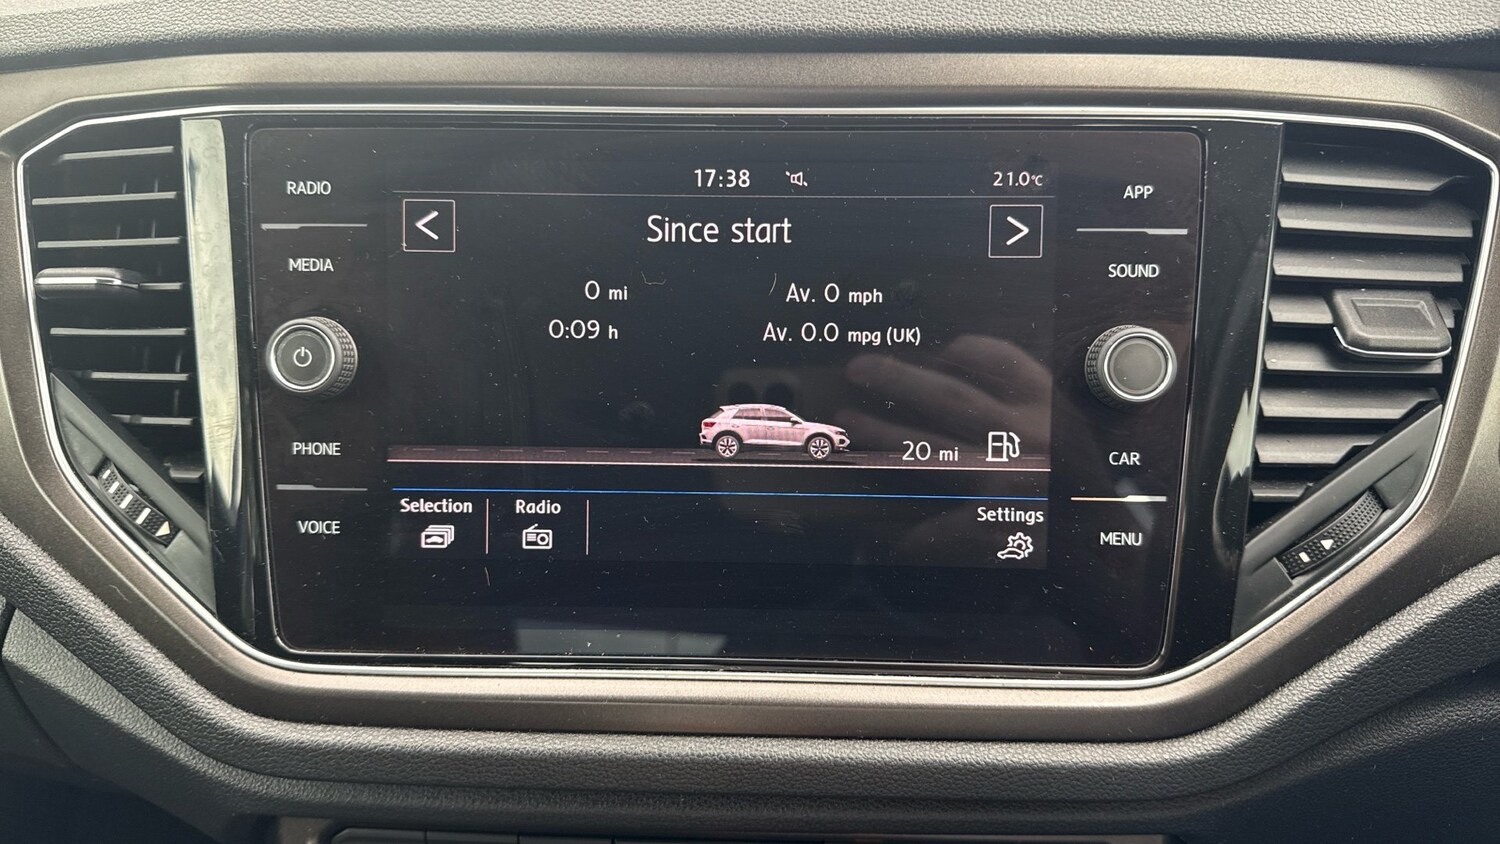 17:38
21.0°C
RADIO
MEDIA
PHONE
VOICE
Since start
0 mi
Av. 0 mph
0:09 h
Av. 0.0 mpg (UK)
20 mi
Selection
Radio
Settings
APP
SOUND
CAR
MENU